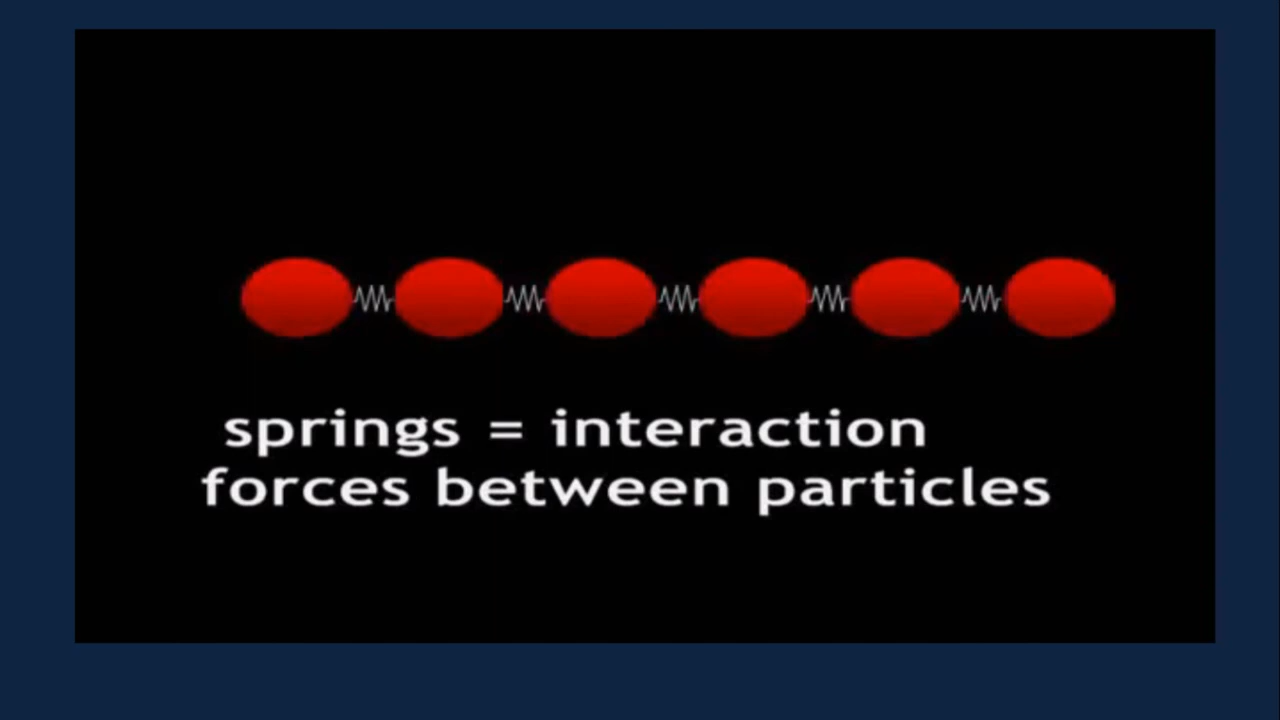 springs = interaction
forces between particles